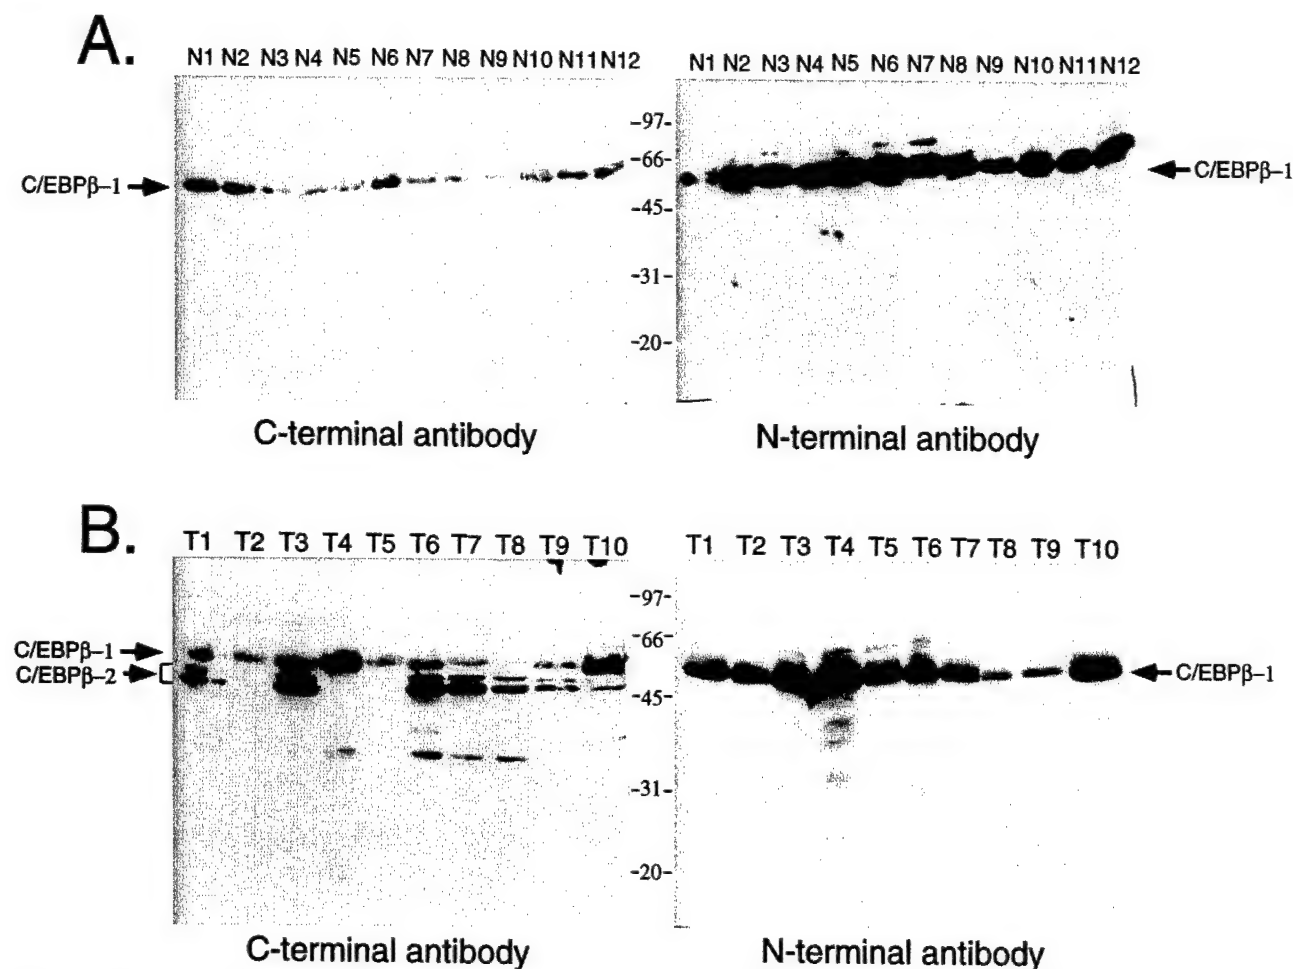 A.
N1 N2 N3 N4 N5 N6 N7 N8 N9 N10 N11 N12
N1 N2 N3 N4 N5 N6 N7 N8 N9 N10 N11 N12
-97-
-66-
C/EBPβ-1
C/EBPβ-1
-45-
-31-
-20-
C-terminal antibody
N-terminal antibody
B.
T1 T2 T3 T4 T5 T6 T7 T8 T9 T10
T1 T2 T3 T4 T5 T6 T7 T8 T9 T10
-97-
-66-
C/EBPβ-1
C/EBPβ-2
C/EBPβ-1
-45-
-31-
-20-
C-terminal antibody
N-terminal antibody